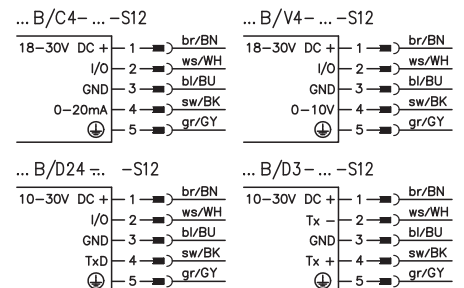 ... B/C4- ... -S12
18-30V DC + 1 br/BN
I/O 2 ws/WH
GND 3 bl/BU
0-20mA 4 sw/BK
5 gr/GY
... B/V4- ... -S12
18-30V DC + 1 br/BN
I/O 2 ws/WH
GND 3 bl/BU
0-10V 4 sw/BK
5 gr/GY
... B/D24 -... -S12
10-30V DC + 1 br/BN
I/O 2 ws/WH
GND 3 bl/BU
TxD 4 sw/BK
5 gr/GY
... B/D3- ... -S12
10-30V DC + 1 br/BN
Tx - 2 ws/WH
GND 3 bl/BU
Tx + 4 sw/BK
5 gr/GY